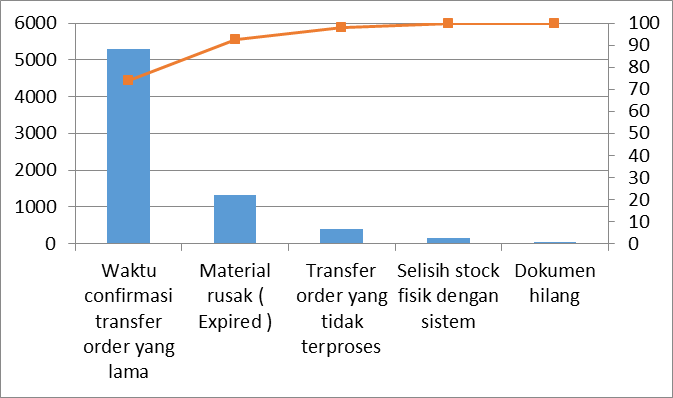 6000
5000
4000
3000
2000
1000
0
100
90
80
70
60
50
40
30
20
10
0
Waktu
confirmasi
transfer
order yang
lama
Material
rusak (
Expired )
Transfer
order yang
tidak
terproses
Selisih stock
fisik dengan
sistem
Dokumen
hilang